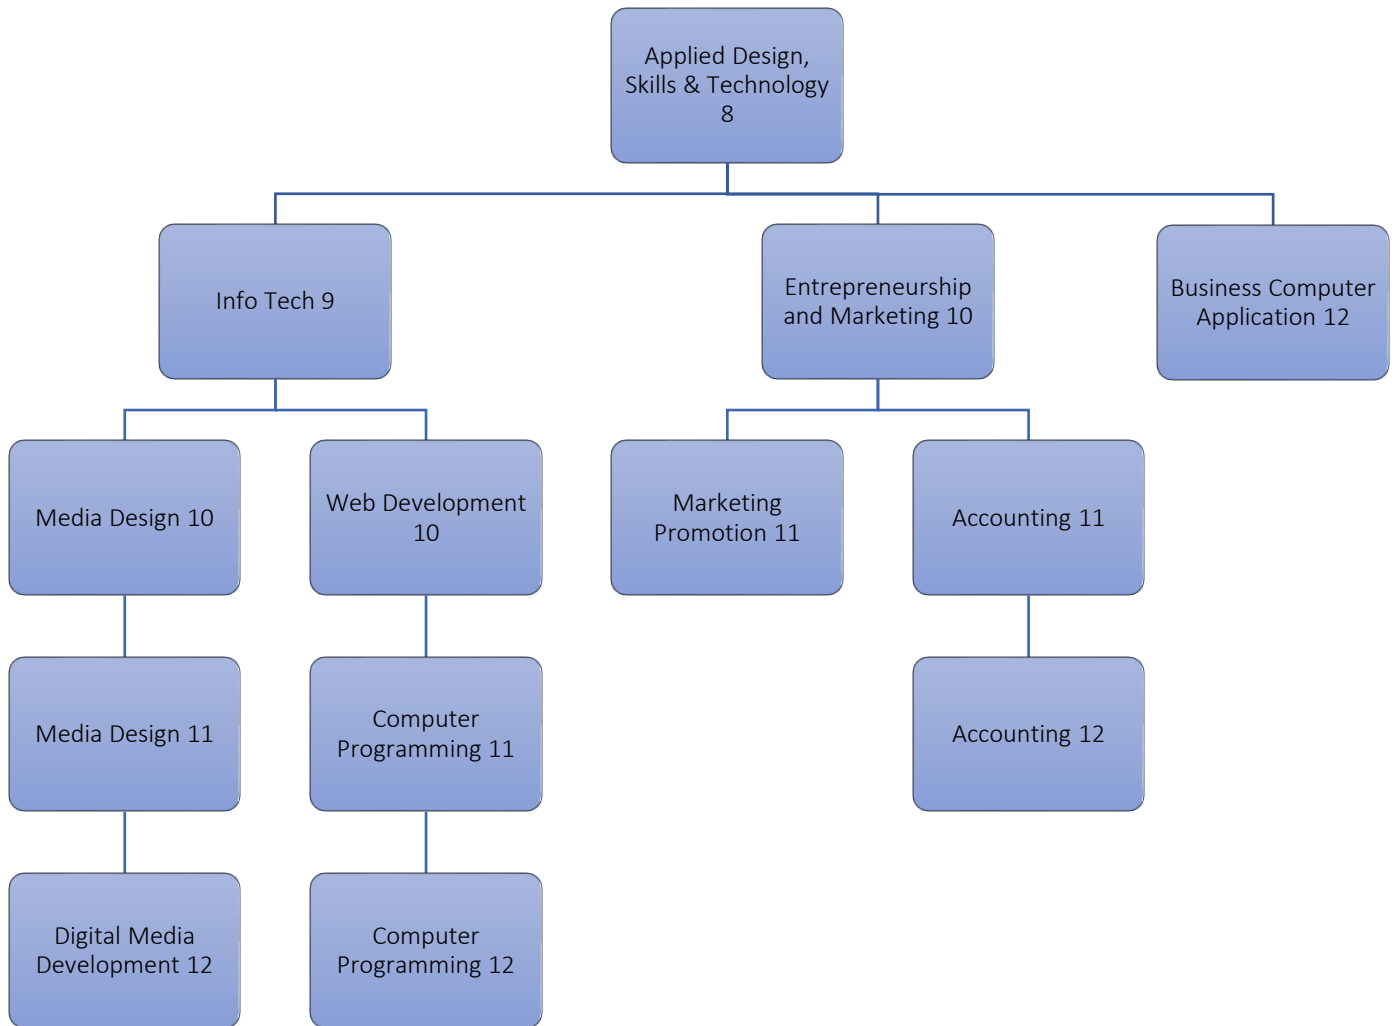 Applied Design,
Skills & Technology
8
Info Tech 9
Entrepreneurship
and Marketing 10
Business Computer
Application 12
Media Design 10
Web Development
10
Marketing
Promotion 11
Accounting 11
Media Design 11
Computer
Programming 11
Accounting 12
Digital Media
Development 12
Computer
Programming 12